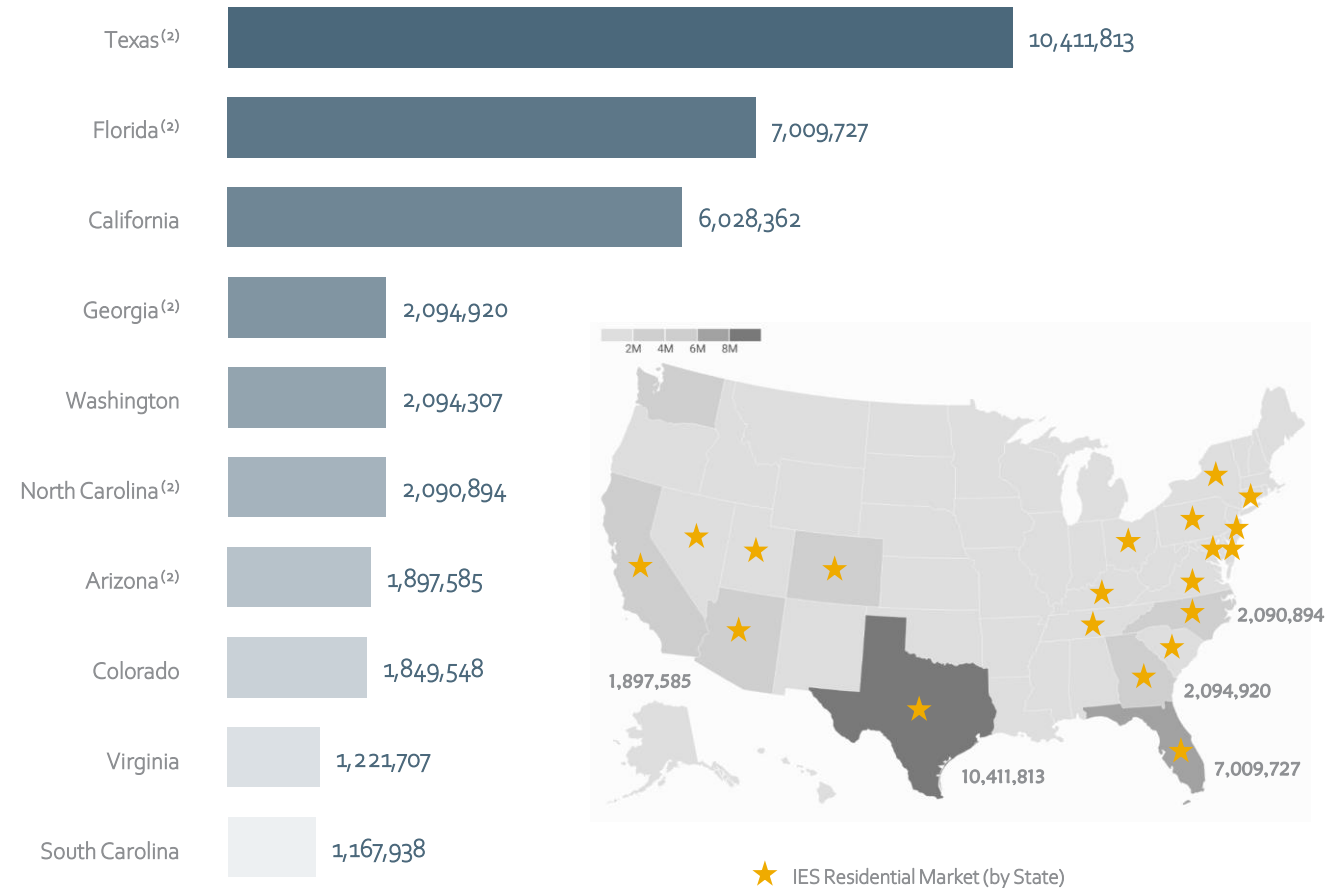 Texas (2) 10,411,813
Florida (2) 7,009,727
California 6,028,362
Georgia (2) 2,094,920
Washington 2,094,307
North Carolina (2) 2,090,894
Arizona (2) 1,897,585
Colorado 1,849,548
Virginia 1,221,707
South Carolina 1,167,938
2M 4M 6M 8M
2,090,894
1,897,585
2,094,920
7,009,727
10,411,813
IES Residential Market (by State)